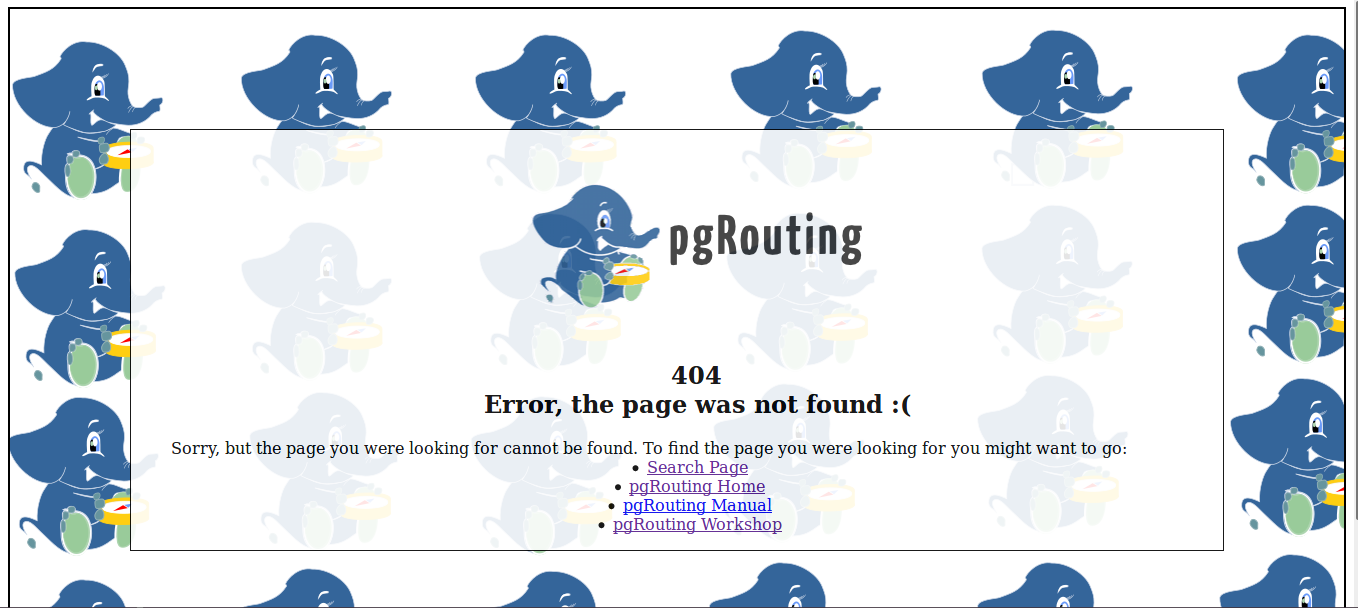 pgRouting
404
Error, the page was not found :(
Sorry, but the page you were looking for cannot be found. To find the page you were looking for you might want to go:
• Search Page
• pgRouting Home
• pgRouting Manual
• pgRouting Workshop